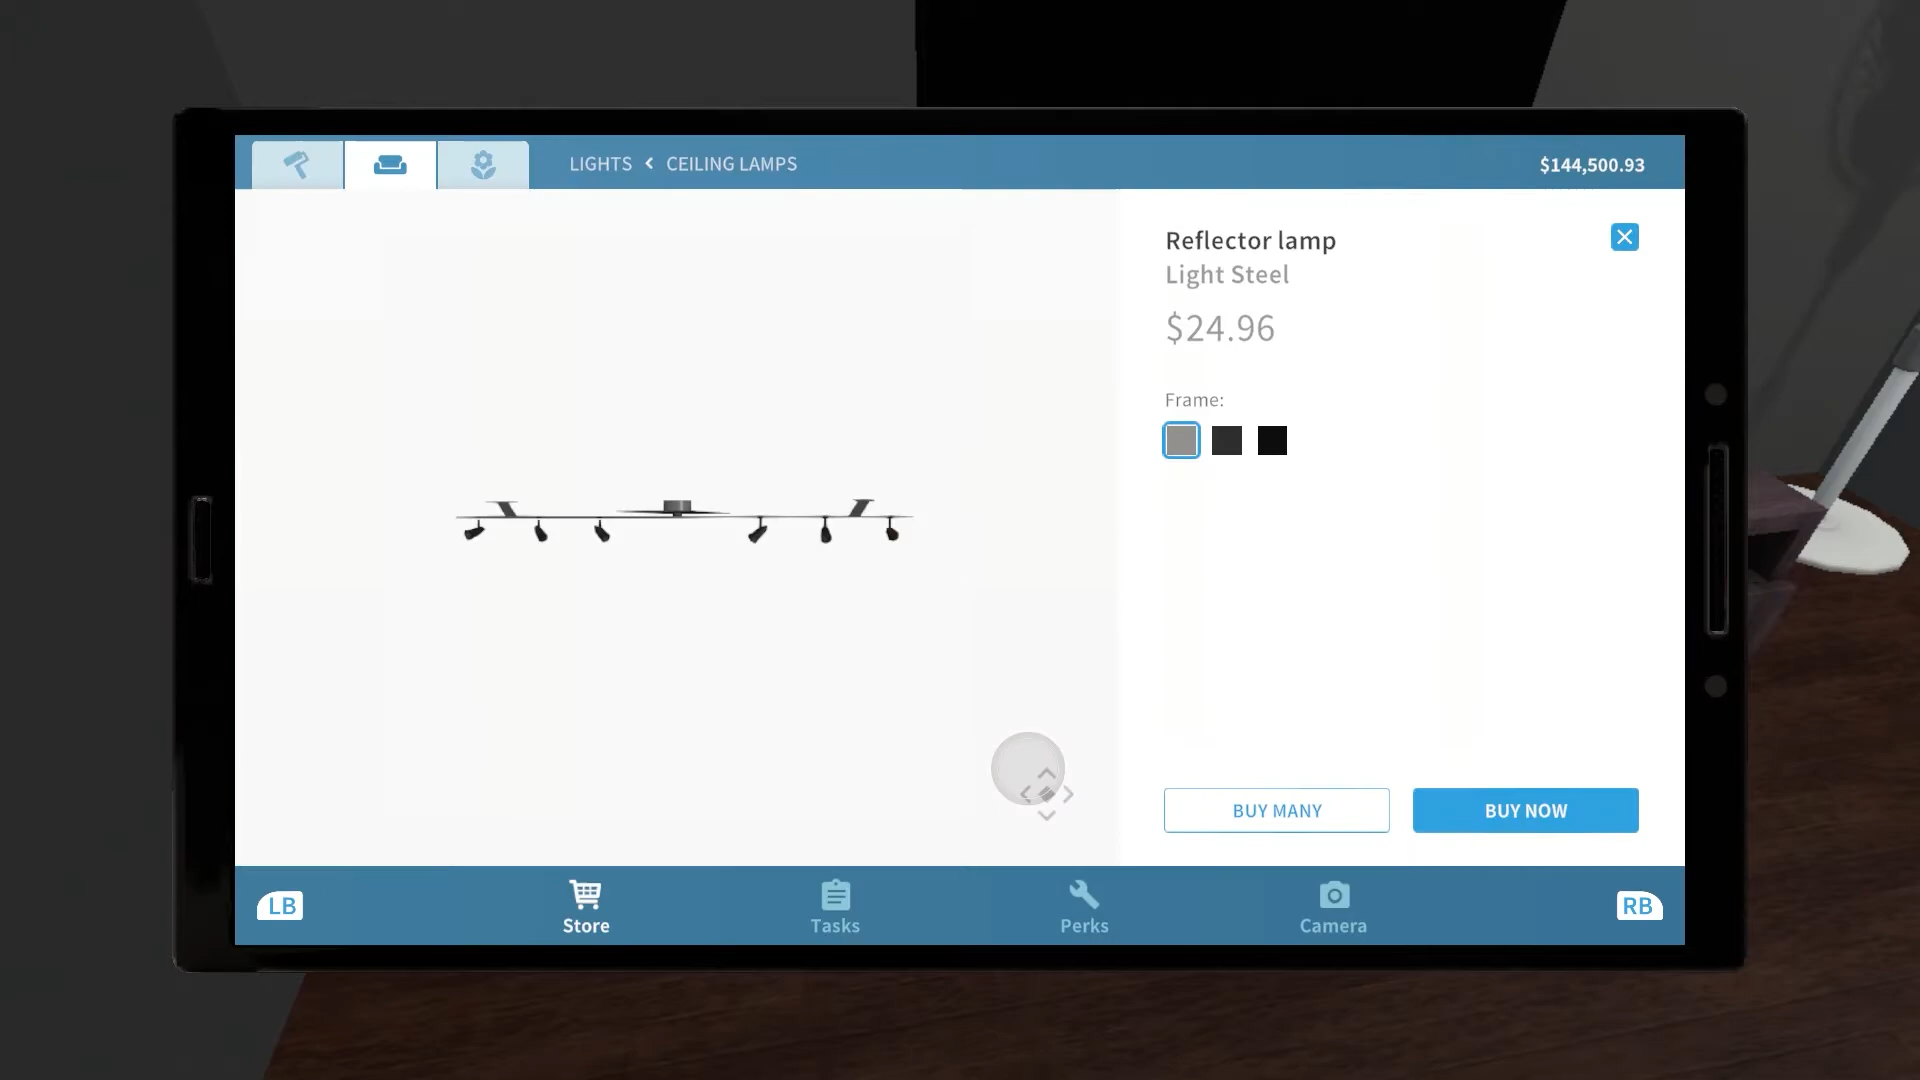 LIGHTS < CEILING LAMPS
$144,500.93
Reflector lamp
Light Steel
$24.96
Frame:
BUY MANY
BUY NOW
LB
Store
Tasks
Perks
Camera
RB